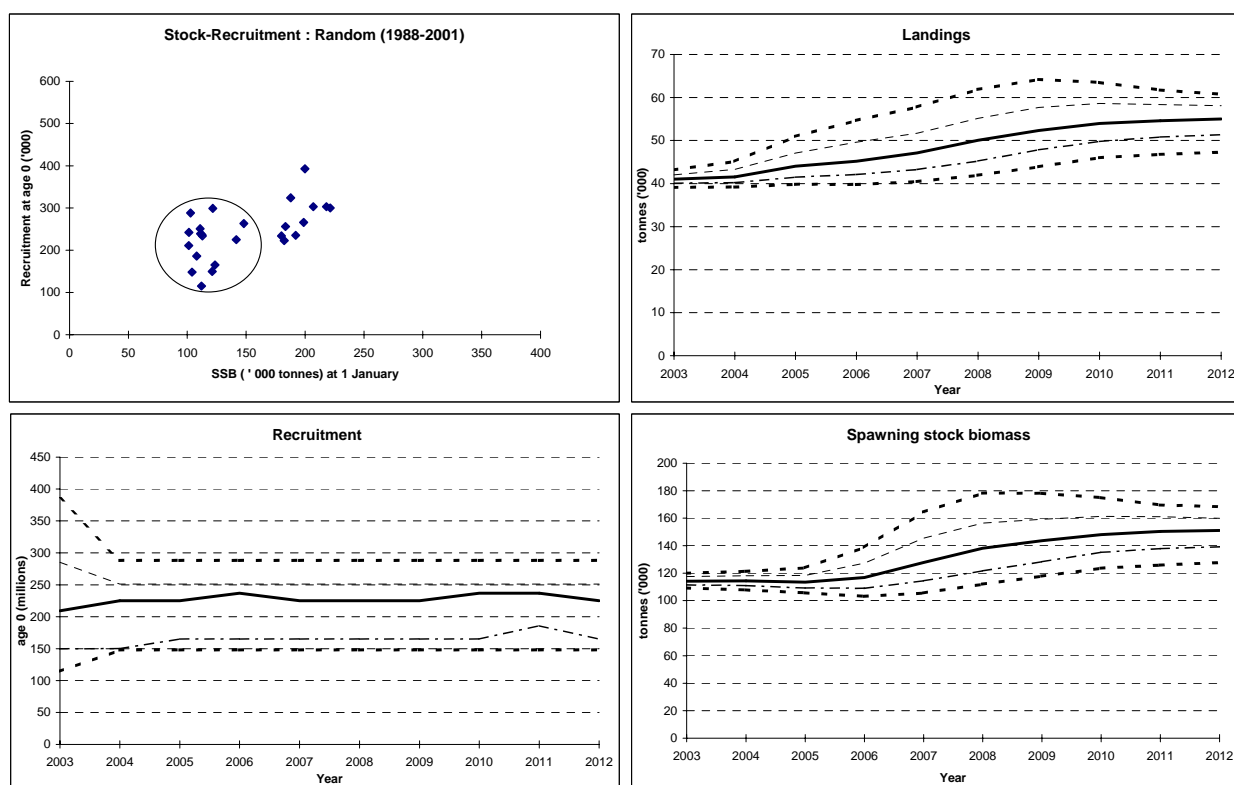 Stock-Recruitment : Random (1988-2001)
Recruitment at age 0 ('000)
600
500
400
300
200
100
0
0 50 100 150 200 250 300 350 400
SSB ( ' 000 tonnes) at 1 January
Landings
tonnes ('000)
70
60
50
40
30
20
10
0
2003 2004 2005 2006 2007 2008 2009 2010 2011 2012
Year
Recruitment
age 0 (millions)
450
400
350
300
250
200
150
100
50
0
2003 2004 2005 2006 2007 2008 2009 2010 2011 2012
Year
Spawning stock biomass
tonnes ('000)
200
180
160
140
120
100
80
60
40
20
0
2003 2004 2005 2006 2007 2008 2009 2010 2011 2012
Year